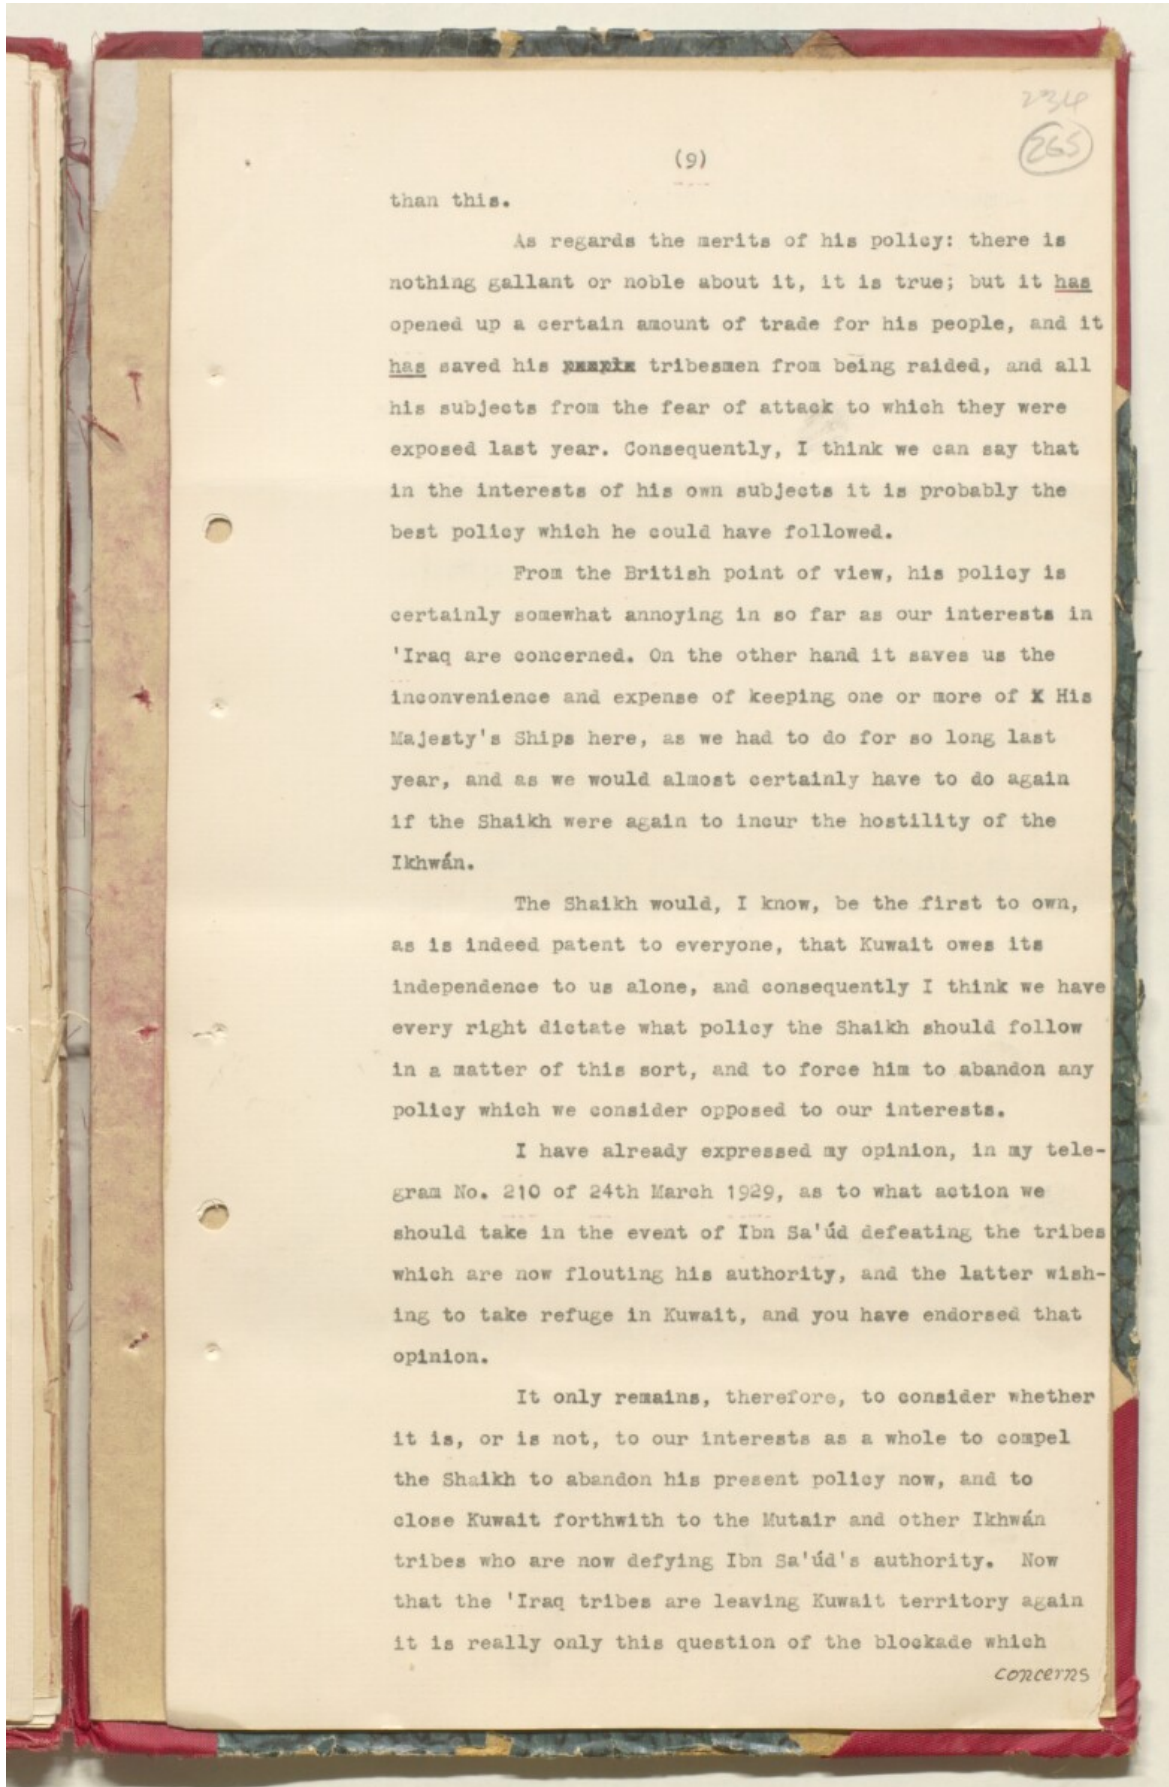 234
265
(9)
than this.
As regards the merits of his policy: there is
nothing gallant or noble about it, it is true; but it has
opened up a certain amount of trade for his people, and it
has saved his tribesmen from being raided, and all
his subjects from the fear of attack to which they were
exposed last year. Consequently, I think we can say that
in the interests of his own subjects it is probably the
best policy which he could have followed.
From the British point of view, his policy is
certainly somewhat annoying in so far as our interests in
'Iraq are concerned. On the other hand it saves us the
inconvenience and expense of keeping one or more of X His
Majesty's Ships here, as we had to do for so long last
year, and as we would almost certainly have to do again
if the Shaikh were again to incur the hostility of the
Ikhwán.
The Shaikh would, I know, be the first to own,
as is indeed patent to everyone, that Kuwait owes its
independence to us alone, and consequently I think we have
every right dictate what policy the Shaikh should follow
in a matter of this sort, and to force him to abandon any
policy which we consider opposed to our interests.
I have already expressed my opinion, in my tele-
gram No. 210 of 24th March 1929, as to what action we
should take in the event of Ibn Sa'úd defeating the tribes
which are now flouting his authority, and the latter wish-
ing to take refuge in Kuwait, and you have endorsed that
opinion.
It only remains, therefore, to consider whether
it is, or is not, to our interests as a whole to compel
the Shaikh to abandon his present policy now, and to
close Kuwait forthwith to the Mutair and other Ikhwán
tribes who are now defying Ibn Sa'úd's authority. Now
that the 'Iraq tribes are leaving Kuwait territory again
it is really only this question of the blockade which
concerns